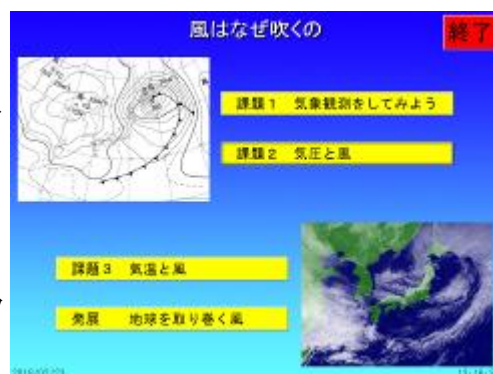 風はなぜ吹くの
終了
課題1 気象観測をしてみよう
課題2 気圧と風
課題3 気温と風
発展 地球を取り巻く風